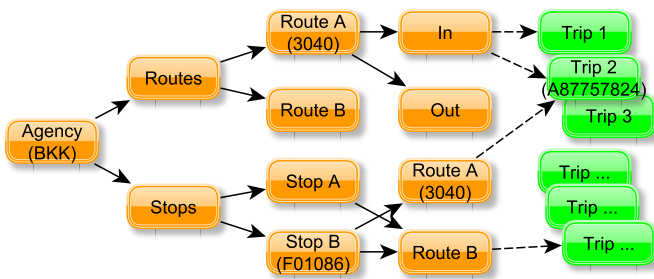 Agency
(BKK)
Routes
Stops
Route A
(3040)
Route B
Stop A
Stop B
(F01086)
In
Out
Route A
(3040)
Route B
Trip 1
Trip 2
(A87757824)
Trip 3
Trip ...
Trip ...
Trip ...